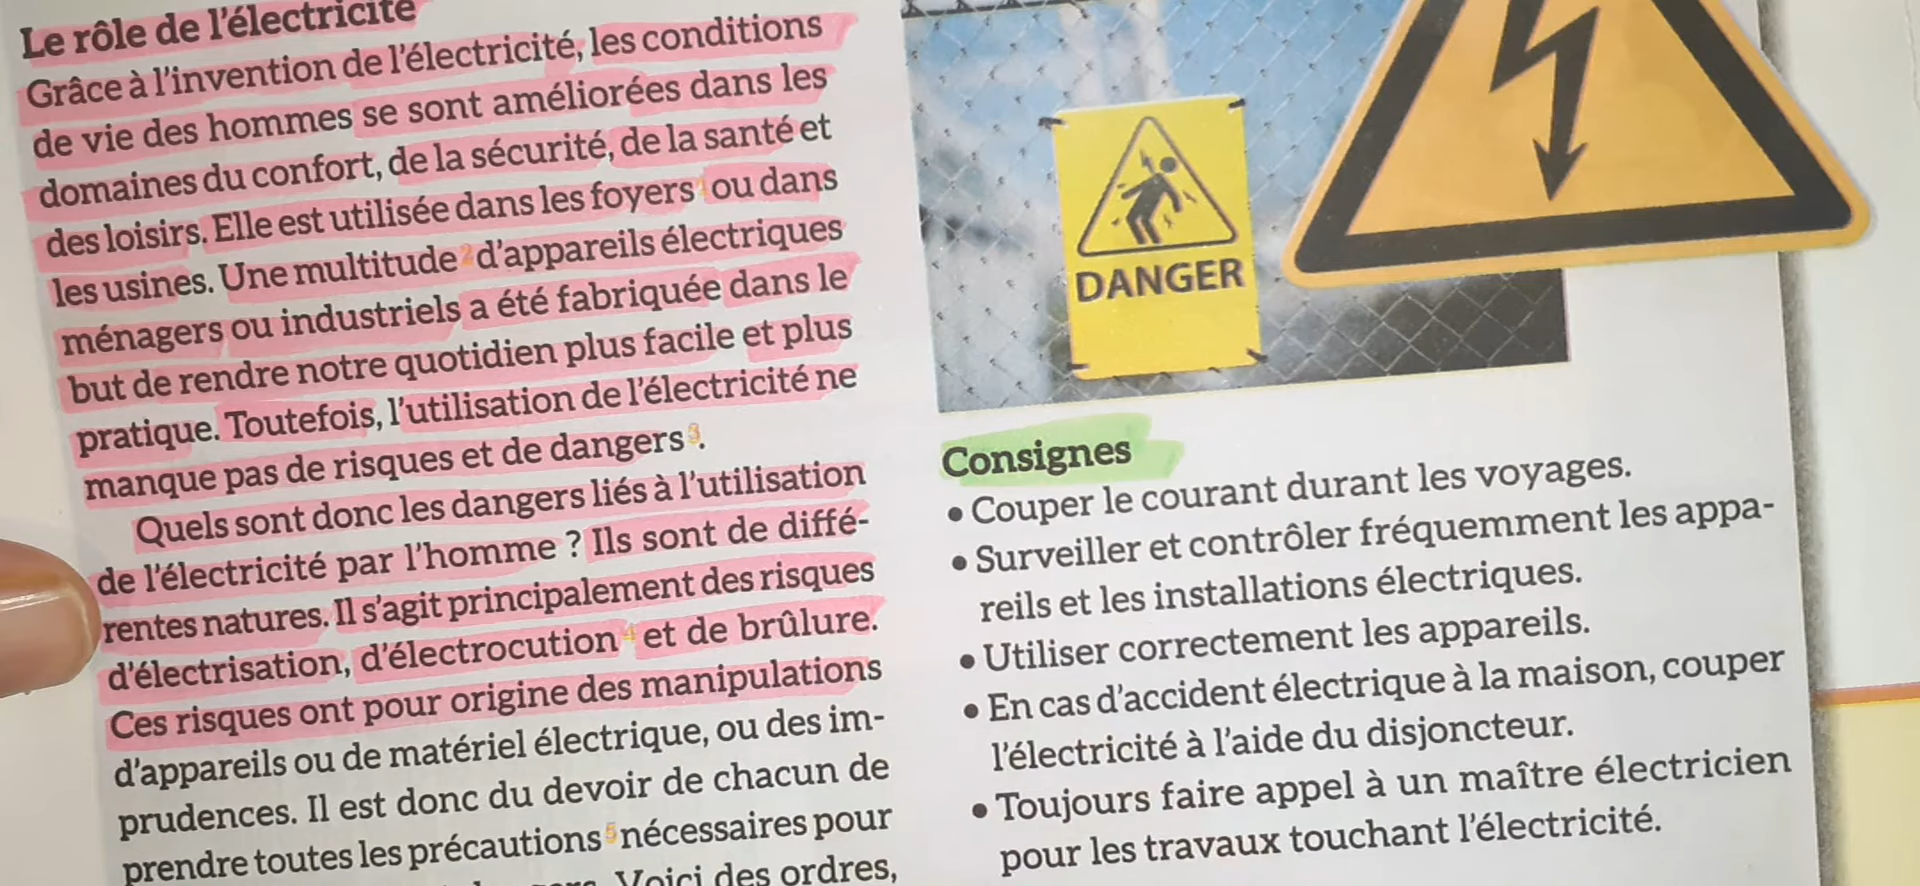 Le rôle de l'électricité
Grâce à l'invention de l'électricité, les conditions
de vie des hommes se sont améliorées dans les
domaines du confort, de la sécurité, de la santé et
des loisirs. Elle est utilisée dans les foyers 1 ou dans
les usines. Une multitude 2 d'appareils électriques
ménagers ou industriels a été fabriquée dans le
but de rendre notre quotidien plus facile et plus
pratique. Toutefois, l'utilisation de l'électricité ne
manque pas de risques et de dangers 3.
Quels sont donc les dangers liés à l'utilisation
de l'électricité par l'homme ? Ils sont de diffé-
rentes natures. Il s'agit principalement des risques
d'électrisation, d'électrocution 4 et de brûlure.
Ces risques ont pour origine des manipulations
d'appareils ou de matériel électrique, ou des im-
prudences. Il est donc du devoir de chacun de
prendre toutes les précautions 5 nécessaires pour
Voici des ordres,
DANGER
Consignes
• Couper le courant durant les voyages.
• Surveiller et contrôler fréquemment les appa-
reils et les installations électriques.
• Utiliser correctement les appareils.
• En cas d'accident électrique à la maison, couper
l'électricité à l'aide du disjoncteur.
• Toujours faire appel à un maître électricien
pour les travaux touchant l'électricité.